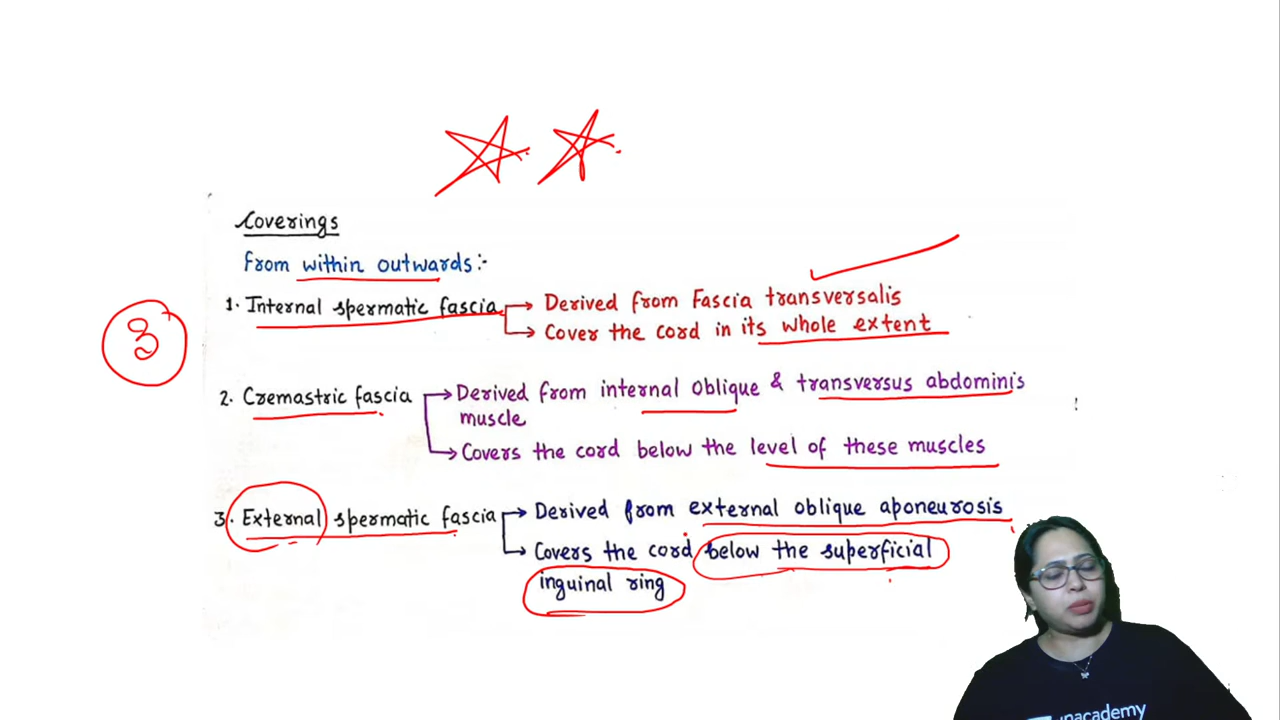 Coverings
From within outwards:-
1. Internal spermatic fascia → Derived from Fascia transversalis
→ Cover the cord in its whole extent
3
2. Cremastric fascia → Derived from internal oblique & transversus abdominis
muscle
→ Covers the cord below the level of these muscles
3. External spermatic fascia → Derived from external oblique aponeurosis
→ Covers the cord below the superficial
inguinal ring
unacademy